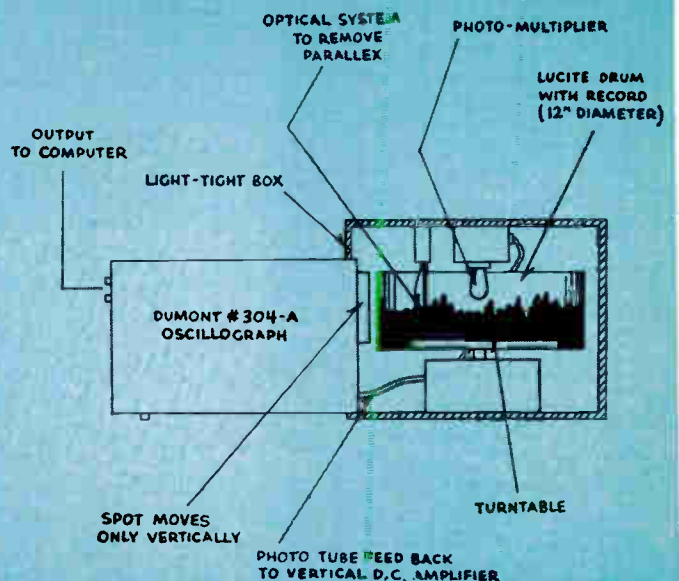 OPTICAL SYSTEM
TO REMOVE
PARALLEX
PHOTO-MULTIPLIER
LUCITE DRUM
WITH RECORD
(12" DIAMETER)
OUTPUT
TO COMPUTER
LIGHT-TIGHT BOX
DUMONT #304-A
OSCILLOGRAPH
SPOT MOVES
ONLY VERTICALLY
TURNTABLE
PHOTO TUBE FEED BACK
TO VERTICAL D.C. AMPLIFIER